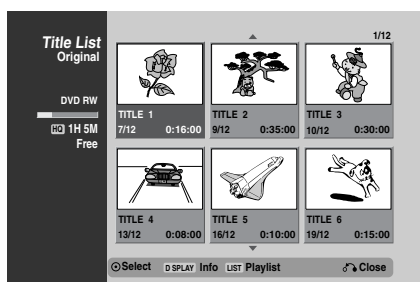 Title List
Original
1/12
DVD RW
HQ 1H 5M
Free
TITLE 1
7/12 0:16:00
TITLE 2
9/12 0:35:00
TITLE 3
10/12 0:30:00
TITLE 4
13/12 0:08:00
TITLE 5
16/12 0:10:00
TITLE 6
19/12 0:15:00
Select D SPLAY Info LIST Playlist Close